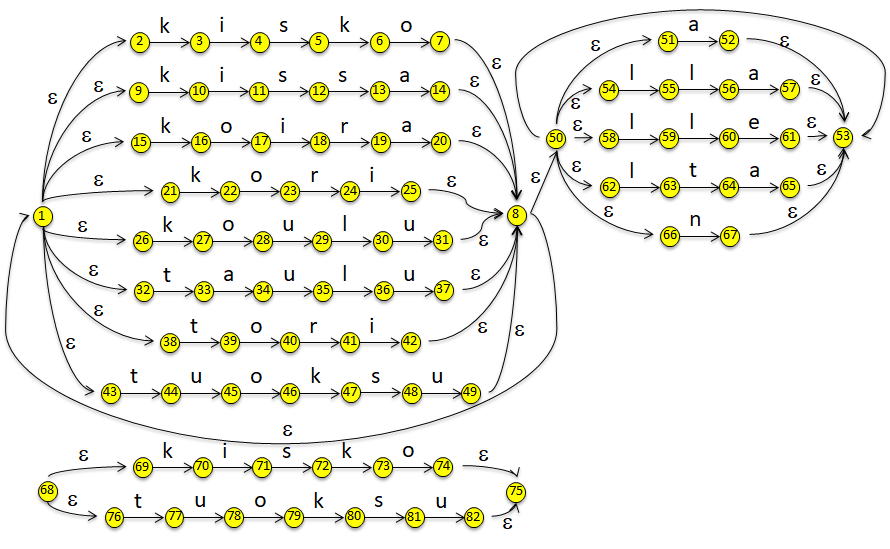 k i s k o
2 3 4 5 6 7
ε
k i s s a
9 10 11 12 13 14
ε ε ε
k o i r a
15 16 17 18 19 20
ε ε
k o r i
21 22 23 24 25
ε ε
1
8
k o u l u
26 27 28 29 30 31
ε ε
t a u l u
32 33 34 35 36 37
ε ε
t o r i
38 39 40 41 42
ε ε
t u o k s u
43 44 45 46 47 48 49
ε ε
ε
ε
a
51 52
ε ε
l l a
54 55 56 57
ε ε
50
l l e
58 59 60 61
ε ε
53
l t a
62 63 64 65
ε ε
n
66 67
ε ε
k i s k o
69 70 71 72 73 74
ε ε
68
75
t u o k s u
76 77 78 79 80 81 82
ε ε